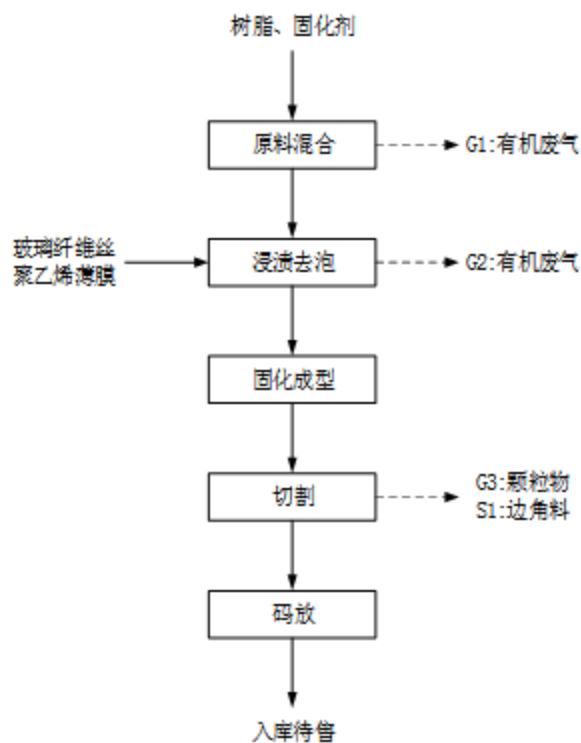 树脂、固化剂
原料混合
G1:有机废气
玻璃纤维丝
聚乙烯薄膜
浸渍去泡
G2:有机废气
固化成型
切割
G3:颗粒物
S1:边角料
码放
入库待售